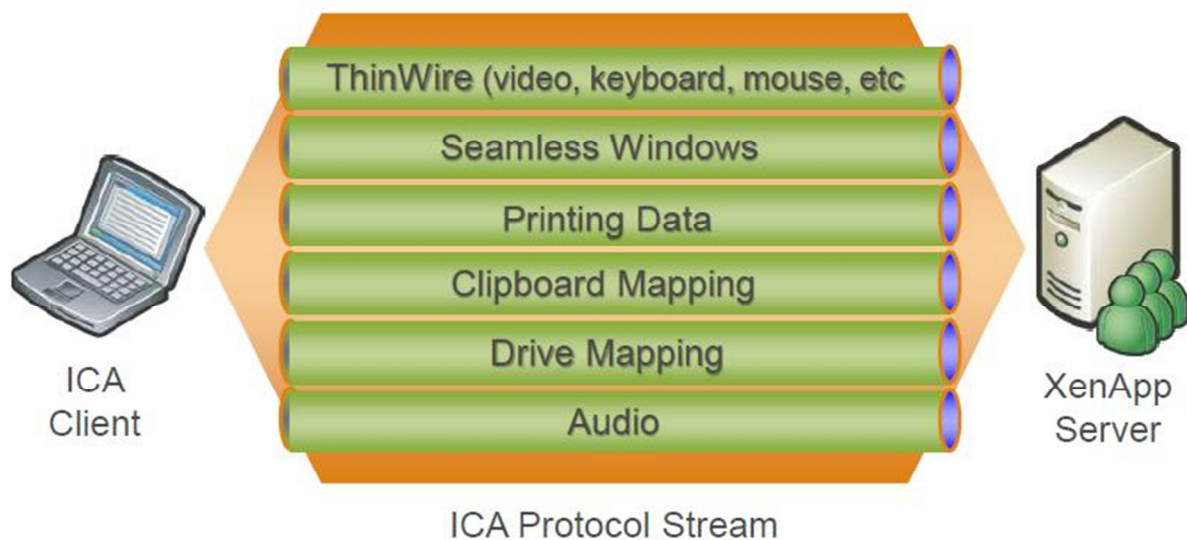 ThinWire (video, keyboard, mouse, etc
Seamless Windows
Printing Data
Clipboard Mapping
Drive Mapping
Audio
ICA
Client
XenApp
Server
ICA Protocol Stream